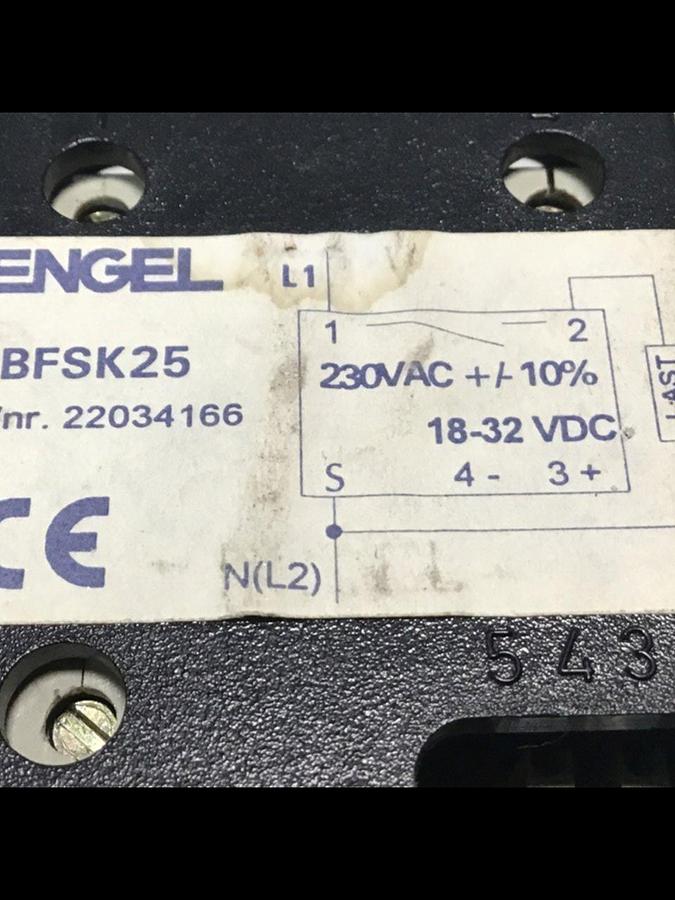 ENGEL
L1
BFSK25
/nr. 22034166
CE
1
2
230VAC +/- 10%
18-32 VDC
S
4 -
3 +
LAST
N(L2)
543